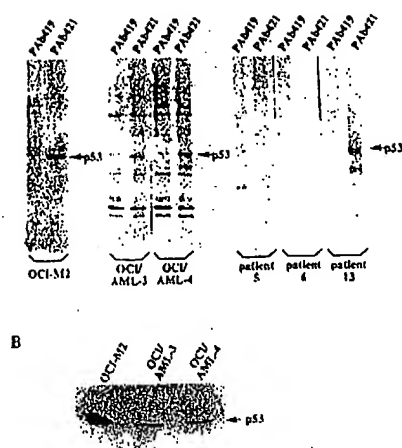 PAb419 PAb421 PAb419 PAb421 PAb419 PAb421 PAb419 PAb421 PAb419 PAb421 PAb419 PAb421
p53 p53 p53
OCI-M2 OCI/AML-3 OCI/AML-4 patient 5 patient 6 patient 13
B
OCI-M2 OCI/AML-3 OCI/AML-4
p53